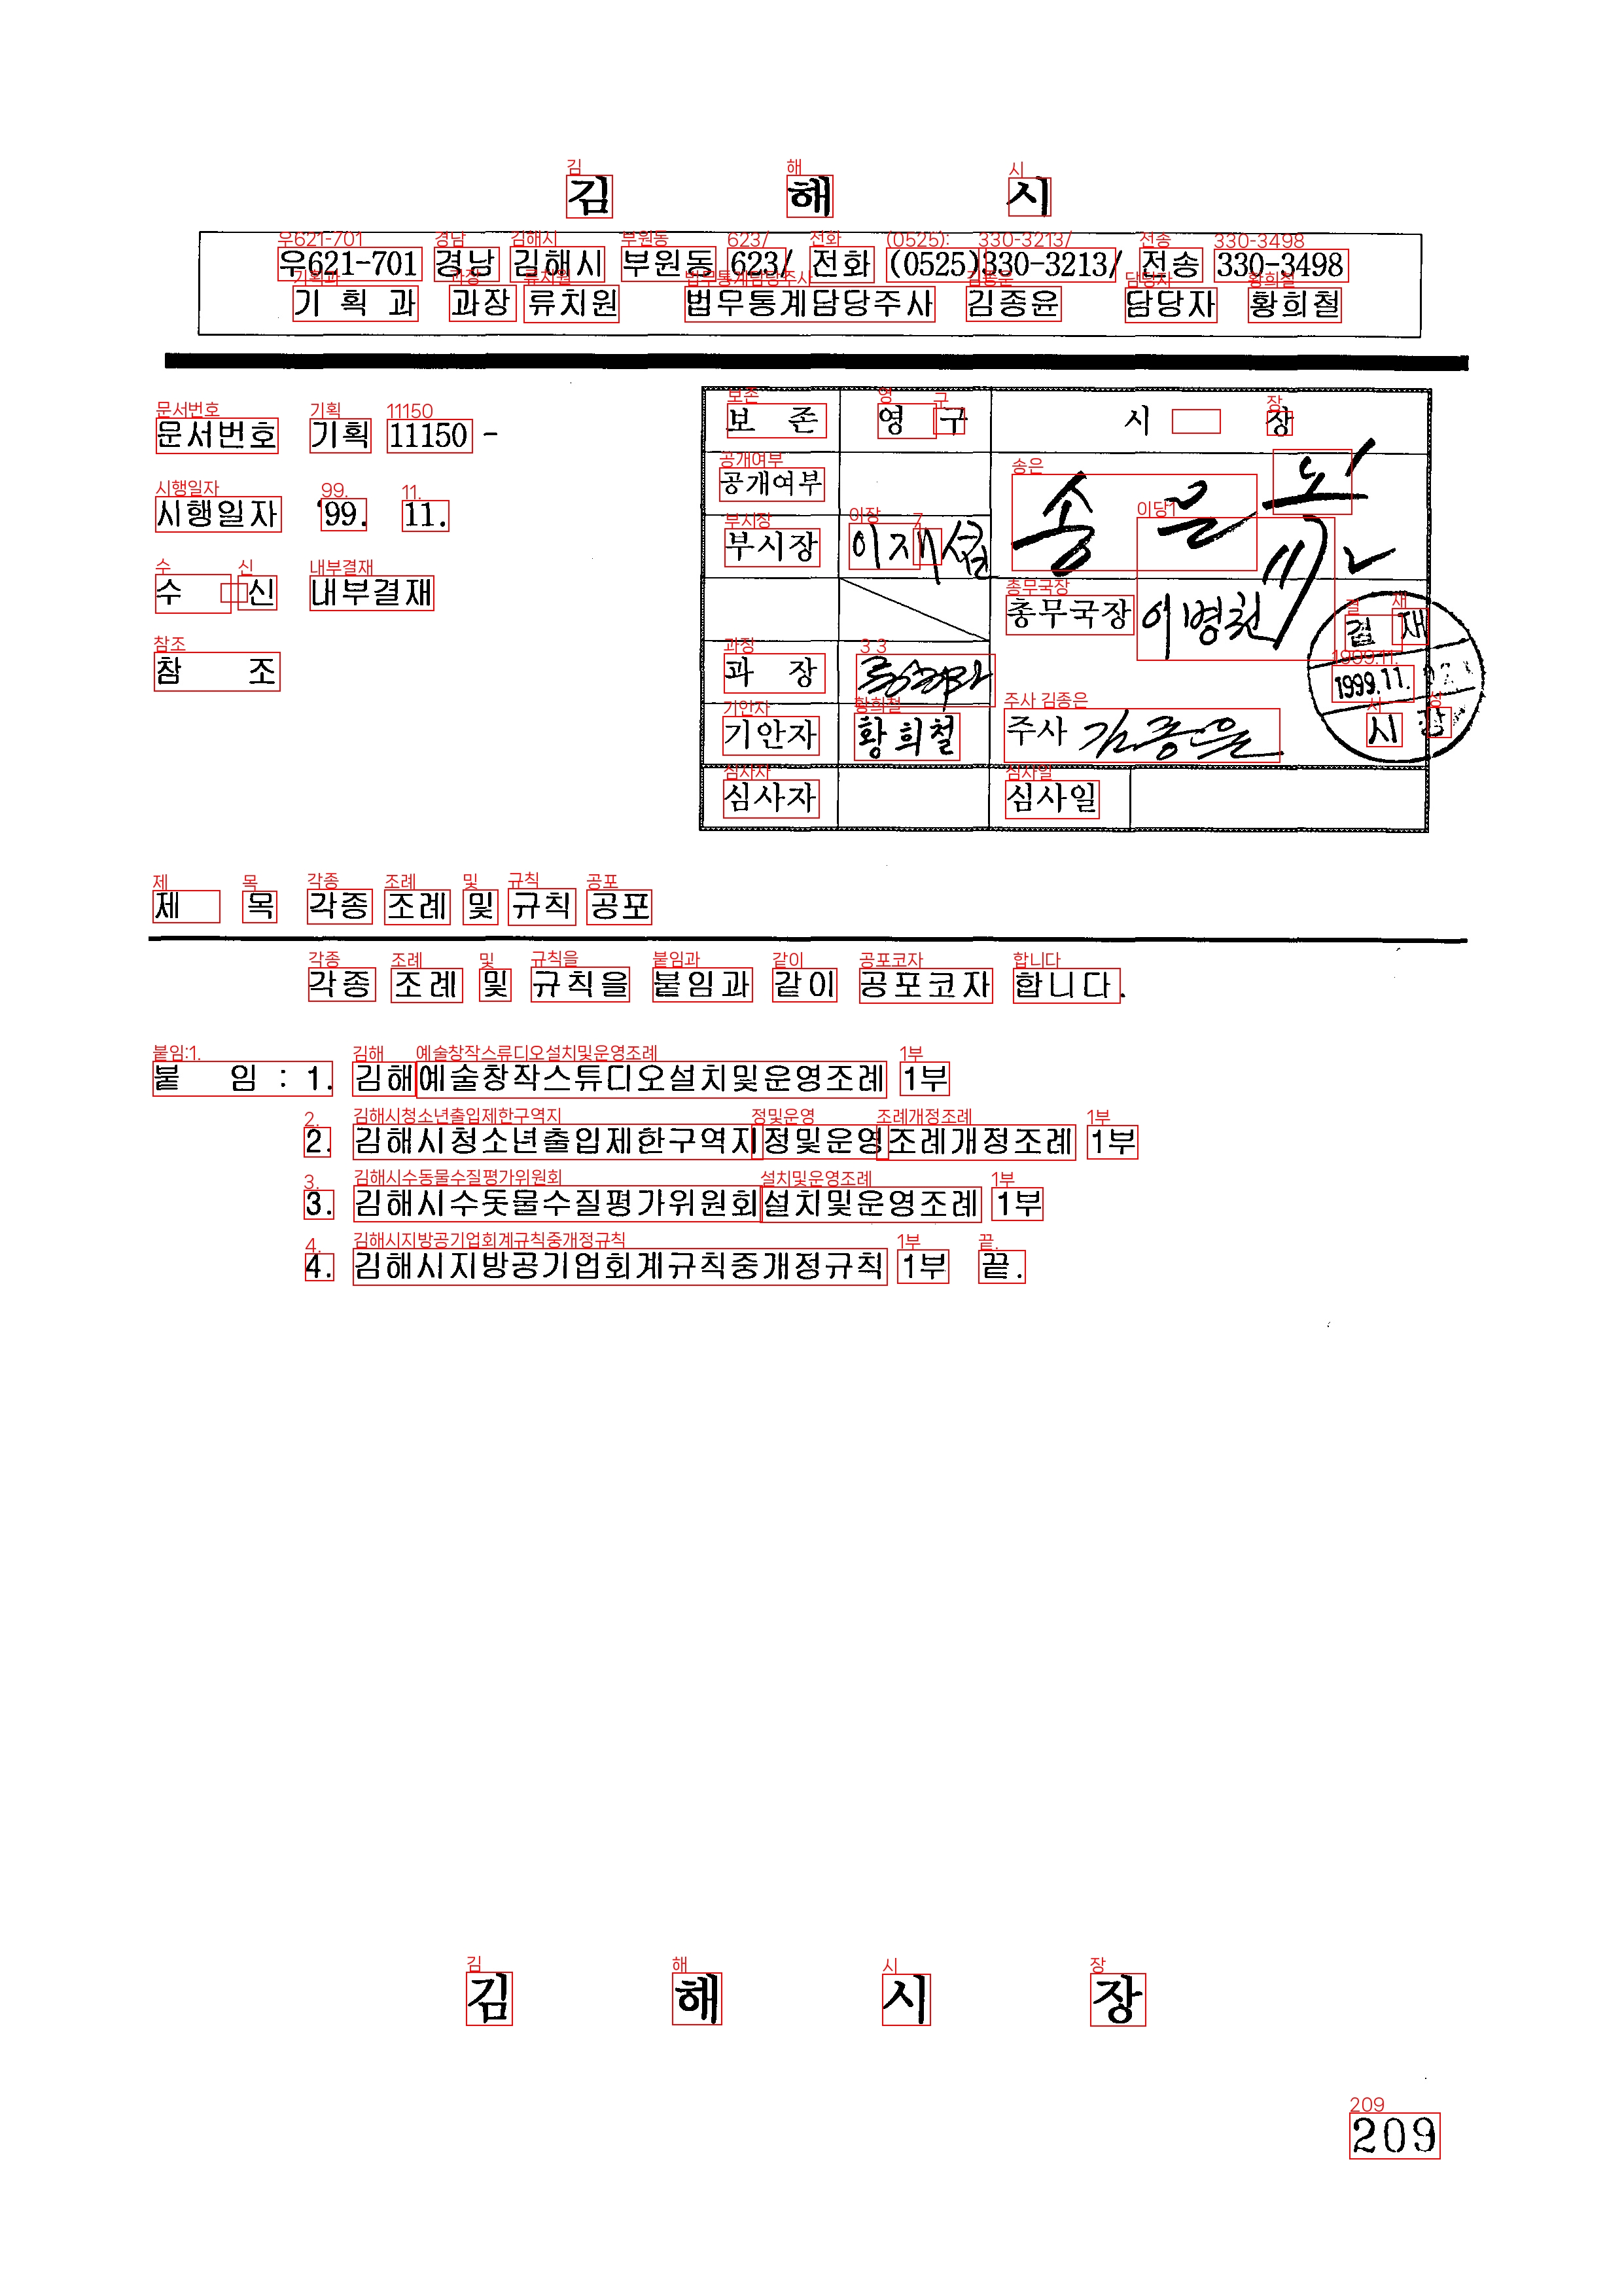 김 해 시
우621-701 경남 김해시 부원동 623/ 전화 (0525)330-3213/ 전송 330-3498
기 획 과 과장 류치원 법무통계담당주사 김종윤 담당자 황희철
문서번호 기획 11150 -
시행일자 '99. 11.
수 신 내부결재
참 조
보 존 영 구 시 장
공개여부
부시장 이재섭 송은복
총무국장 이병천
과 장
기안자 황희철 주사 김종윤
심사자 심사일
결 재
1999.11.
시 장
제 목 각종 조례 및 규칙 공포
각종 조례 및 규칙을 붙임과 같이 공포코자 합니다.
붙 임 : 1. 김해예술창작스튜디오설치및운영조례 1부
2. 김해시청소년출입제한구역지정및운영조례개정조례 1부
3. 김해시수돗물수질평가위원회설치및운영조례 1부
4. 김해시지방공기업회계규칙중개정규칙 1부 끝.
김 해 시 장
209